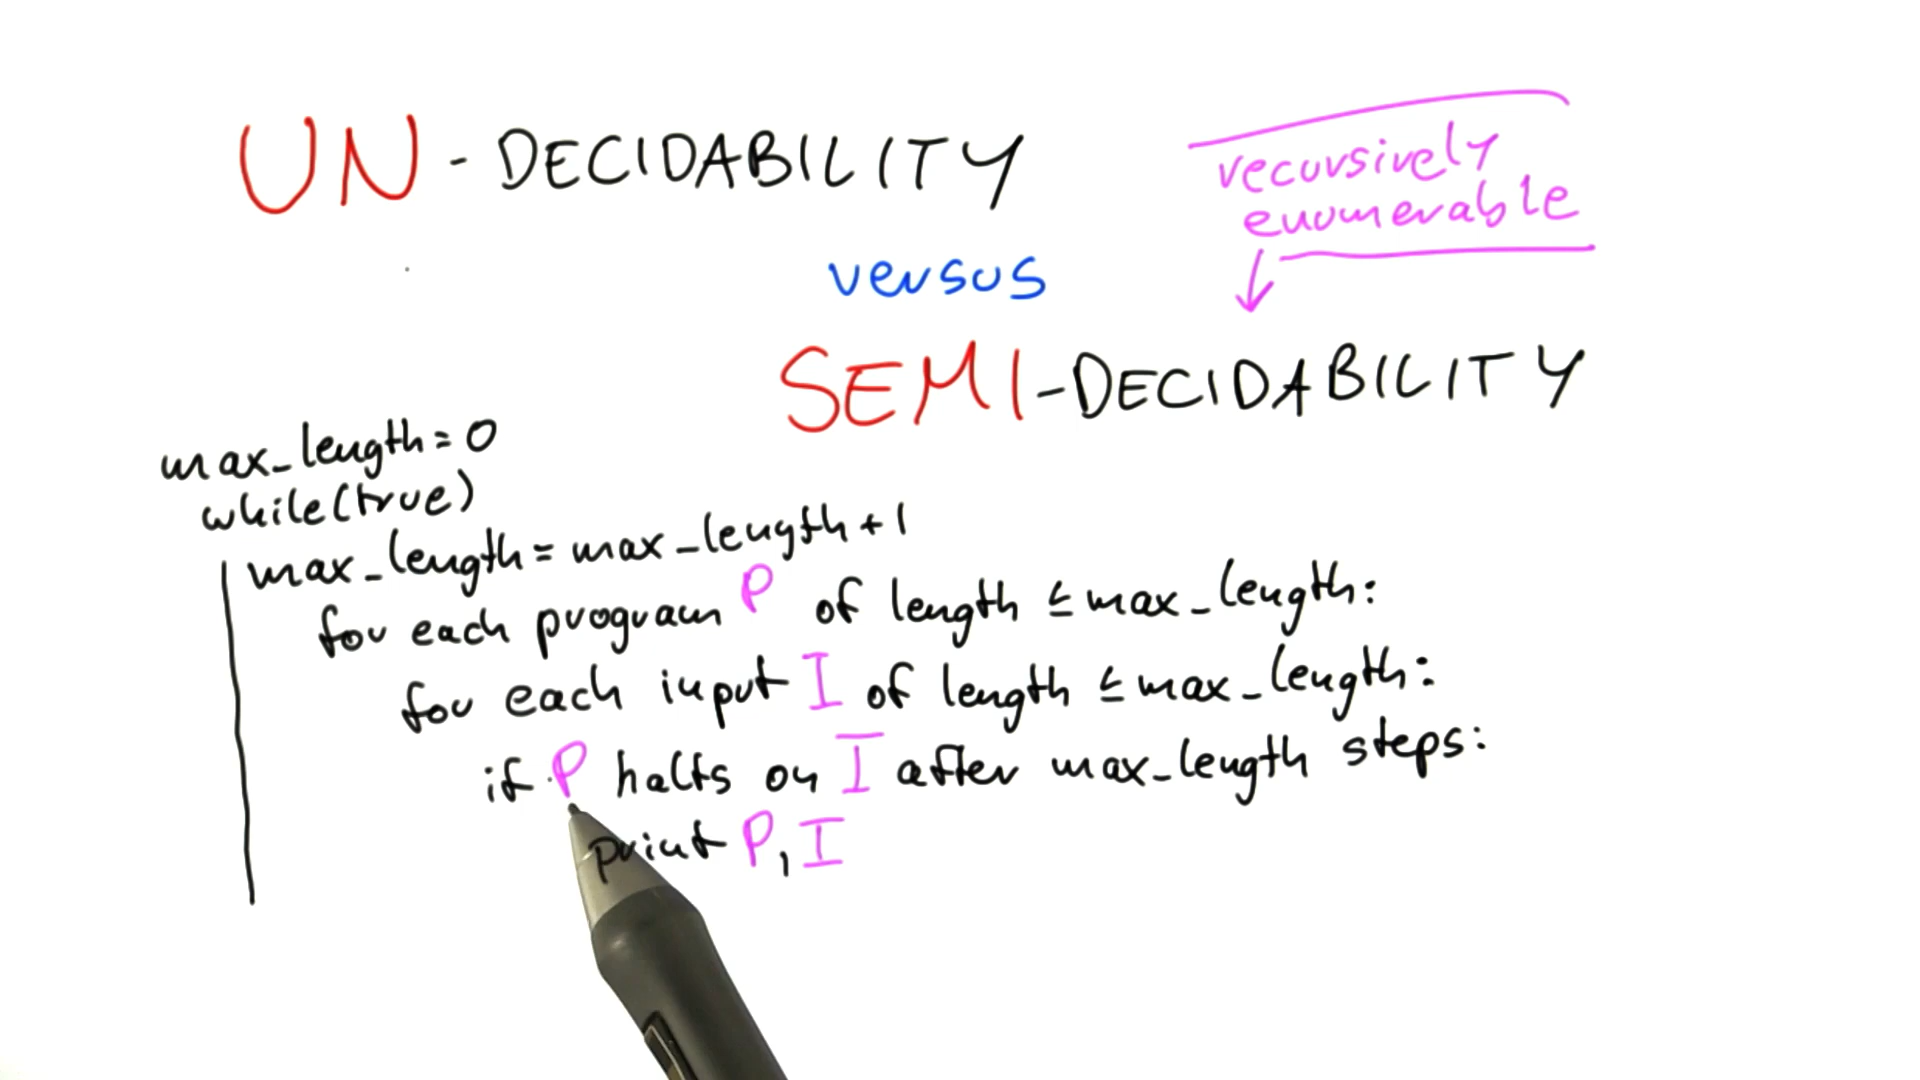 UN-DECIDABILITY
recursively
enumerable
versus
SEMI-DECIDABILITY
max_length=0
while(true)
max_length=max_length+1
for each program P of length ≤ max_length:
for each input I of length ≤ max_length:
if P halts on I after max_length steps:
print P, I